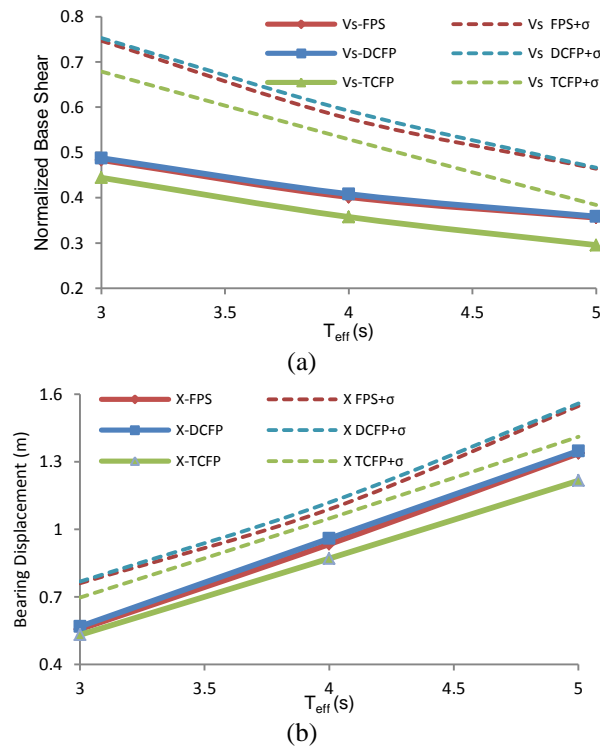 0.8
0.7
0.6
0.5
0.4
0.3
0.2
Normalized Base Shear
Vs-FPS
Vs FPS+σ
Vs-DCFP
Vs DCFP+σ
Vs-TCFP
Vs TCFP+σ
3 3.5 4 4.5 5
Teff (s)
(a)
1.6
1.3
1
0.7
0.4
Bearing Displacement (m)
X-FPS
X FPS+σ
X-DCFP
X DCFP+σ
X-TCFP
X TCFP+σ
3 3.5 4 4.5 5
Teff (s)
(b)